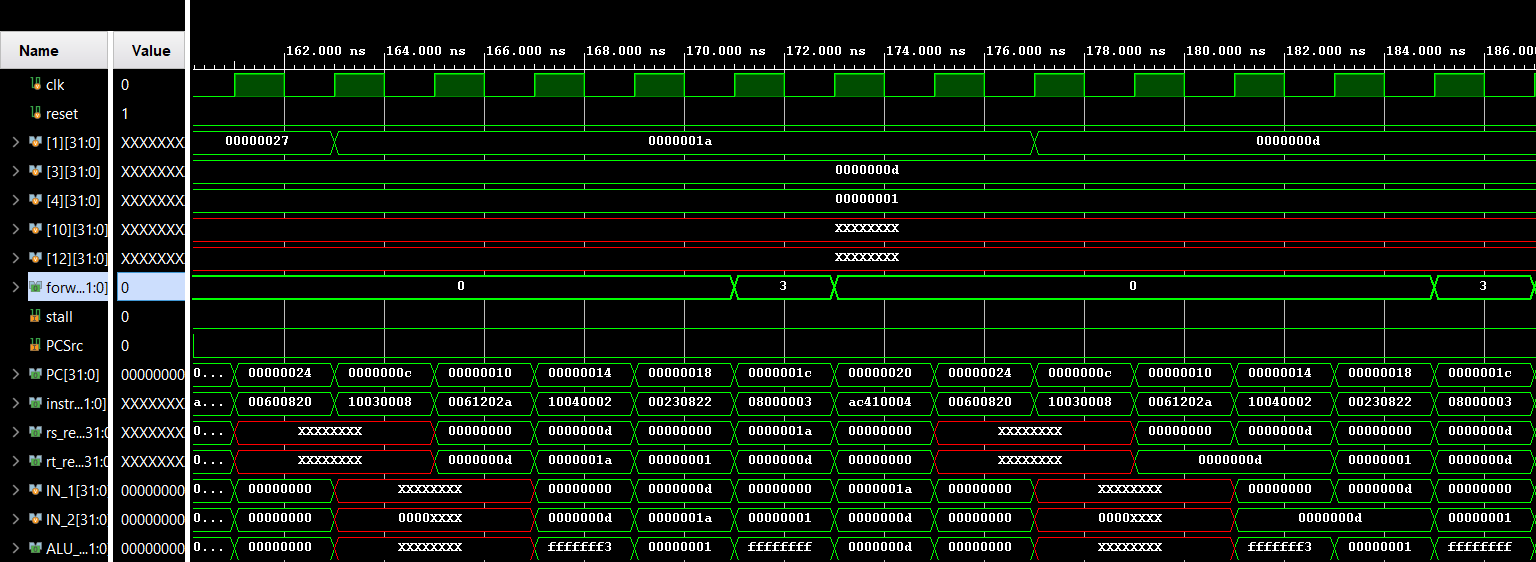 Name Value 162.000 ns 164.000 ns 166.000 ns 168.000 ns 170.000 ns 172.000 ns 174.000 ns 176.000 ns 178.000 ns 180.000 ns 182.000 ns 184.000 ns 186.000
clk 0
reset 1
[1][31:0] XXXXXXX 00000027 0000001a 0000000d
[3][31:0] XXXXXXX 0000000d
[4][31:0] XXXXXXX 00000001
[10][31:0] XXXXXXX XXXXXXXX
[12][31:0] XXXXXXX XXXXXXXX
forw...1:0] 0 0 3 0 3
stall 0
PCSrc 0
PC[31:0] 00000000 0... 00000024 0000000c 00000010 00000014 00000018 0000001c 00000020 00000024 0000000c 00000010 00000014 00000018 0000001c
instr...1:0] XXXXXXX a... 00600820 10030008 0061202a 10040002 00230822 08000003 ac410004 00600820 10030008 0061202a 10040002 00230822 08000003
rs_re...31:0 XXXXXXX 0... XXXXXXXX 00000000 0000000d 00000000 0000001a 00000000 XXXXXXXX 00000000 0000000d 00000000 0000000d
rt_re...31:0 XXXXXXX 0... XXXXXXXX 0000000d 0000001a 00000001 0000000d 00000000 XXXXXXXX 0000000d 00000001 0000000d
IN_1[31:0 00000000 0... 00000000 XXXXXXXX 00000000 0000000d 00000000 0000001a 00000000 XXXXXXXX 00000000 0000000d 00000000
IN_2[31:0 00000000 0... 00000000 0000XXXX 0000000d 0000001a 00000001 0000000d 00000000 0000XXXX 0000000d 00000001
ALU_...1:0] 00000000 0... 00000000 XXXXXXXX fffffff3 00000001 ffffffff 0000000d 00000000 XXXXXXXX fffffff3 00000001 ffffffff